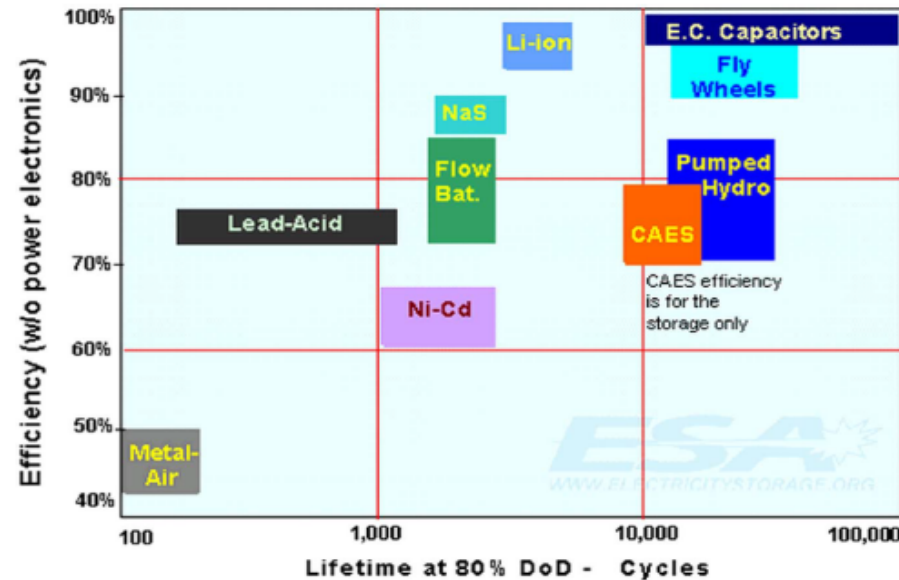 100%
90%
80%
70%
60%
50%
40%
Efficiency (w/o power electronics)
E.C. Capacitors
Li-ion
Fly
Wheels
NaS
Flow
Bat.
Pumped
Hydro
Lead-Acid
CAES
CAES efficiency
is for the
storage only
Ni-Cd
Metal-
Air
ESA
WWW.ELECTRICITYSTORAGE.ORG
100
1,000
10,000
100,000
Lifetime at 80% DoD - Cycles